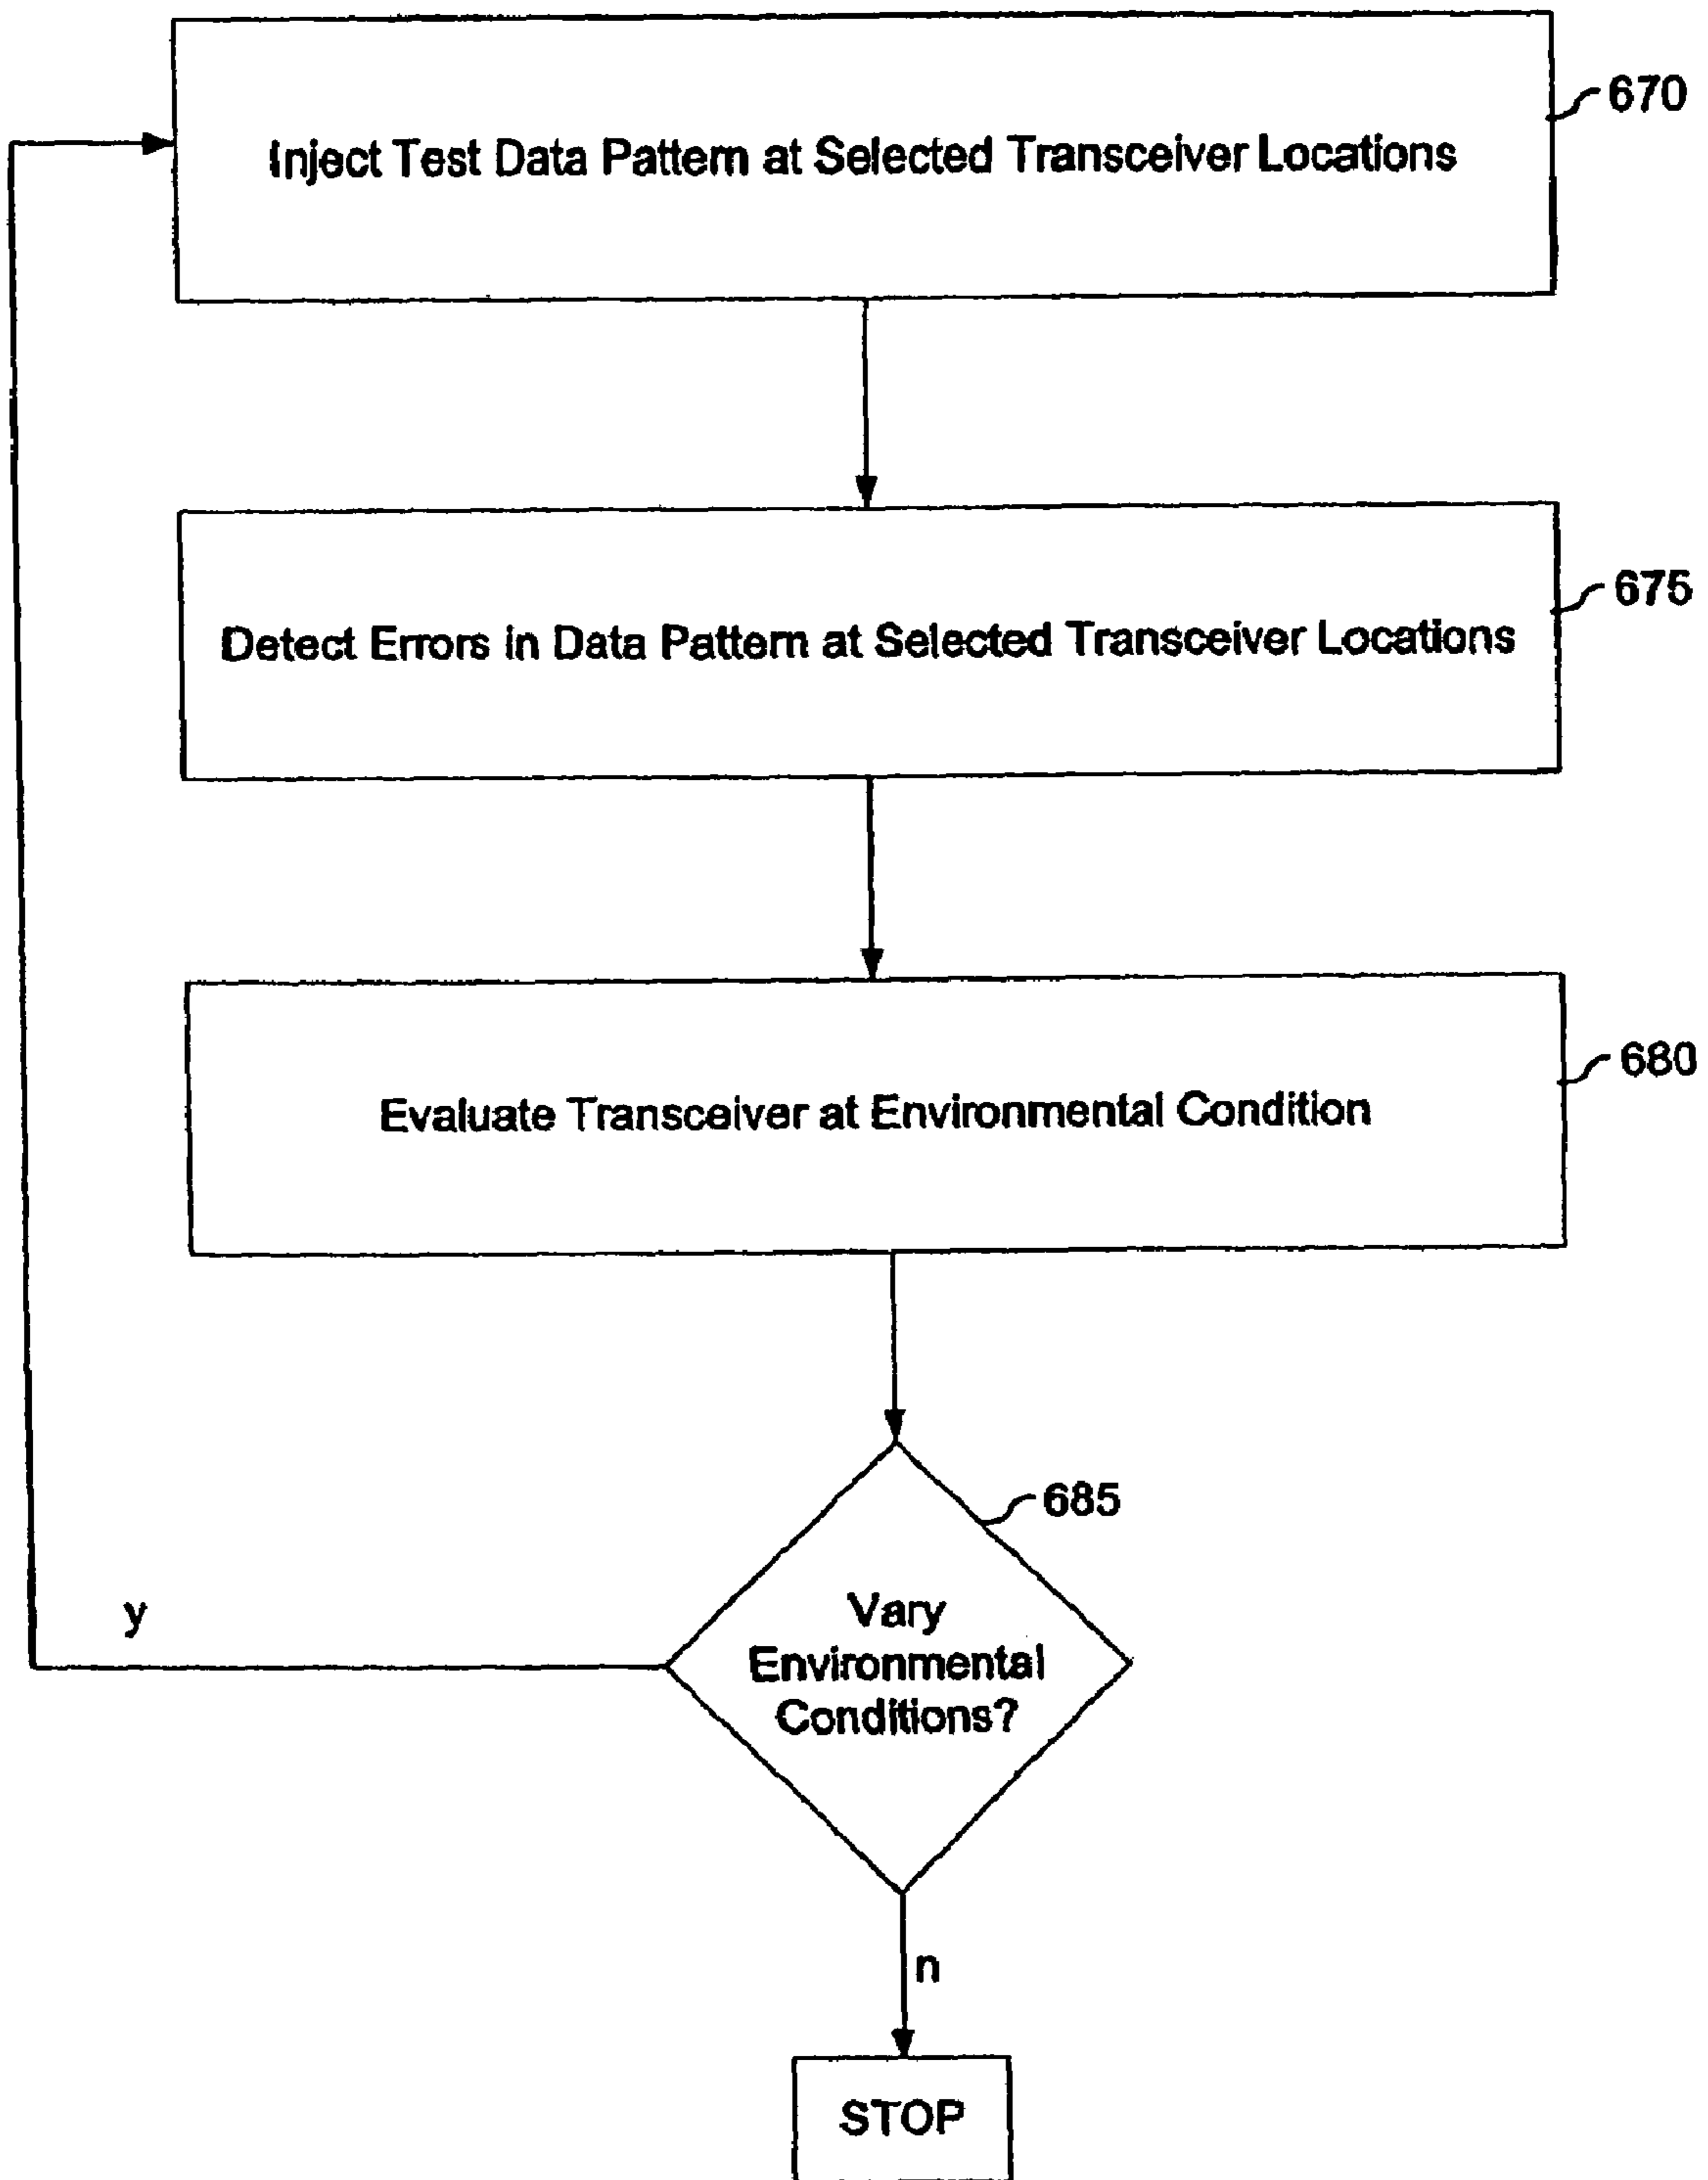 670
Inject Test Data Pattern at Selected Transceiver Locations
675
Detect Errors in Data Pattern at Selected Transceiver Locations
680
Evaluate Transceiver at Environmental Condition
685
Vary
Environmental
Conditions?
y
n
STOP